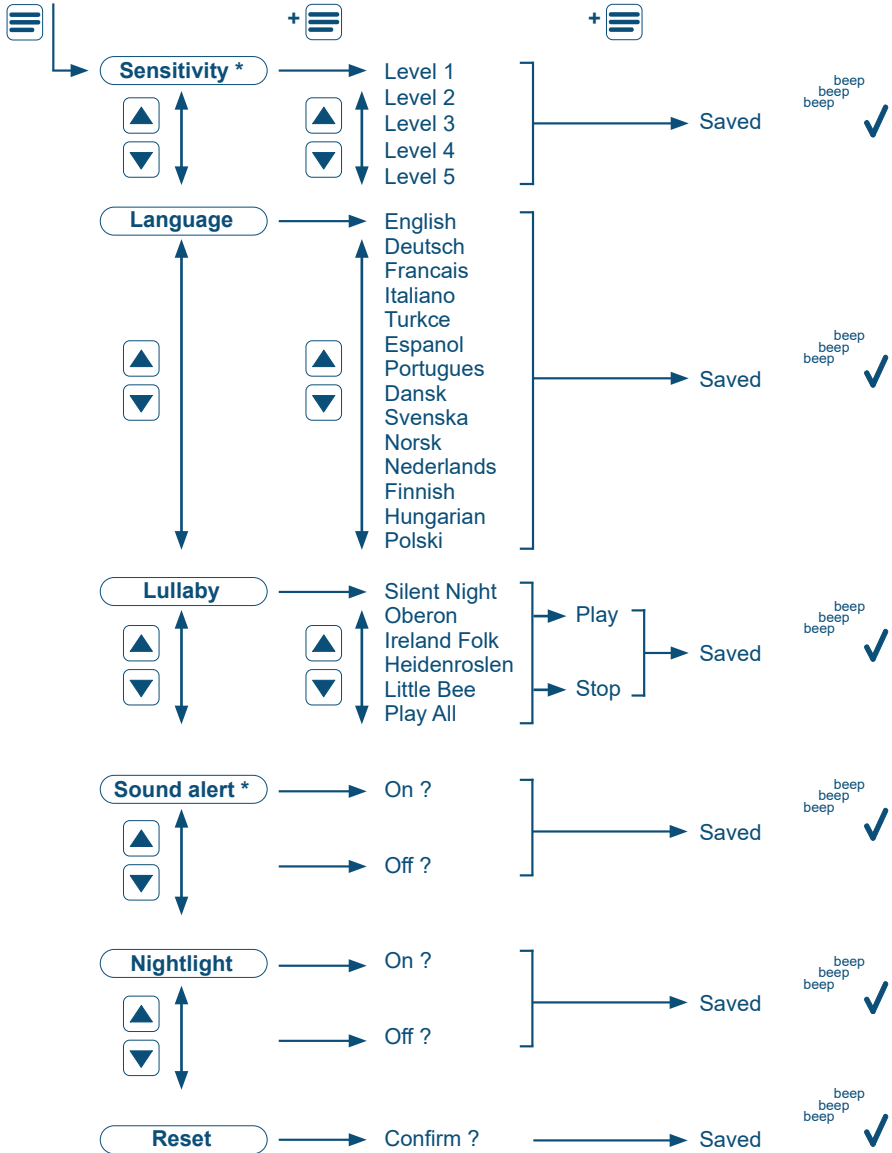 +
+
Sensitivity *
Level 1
Level 2
Level 3
Level 4
Level 5
Saved
beep
beep
beep
Language
English
Deutsch
Francais
Italiano
Turkce
Espanol
Portugues
Dansk
Svenska
Norsk
Nederlands
Finnish
Hungarian
Polski
Saved
beep
beep
beep
Lullaby
Silent Night
Oberon
Ireland Folk
Heidenroslen
Little Bee
Play All
Play
Stop
Saved
beep
beep
beep
Sound alert *
On ?
Off ?
Saved
beep
beep
beep
Nightlight
On ?
Off ?
Saved
beep
beep
beep
Reset
Confirm ?
Saved
beep
beep
beep